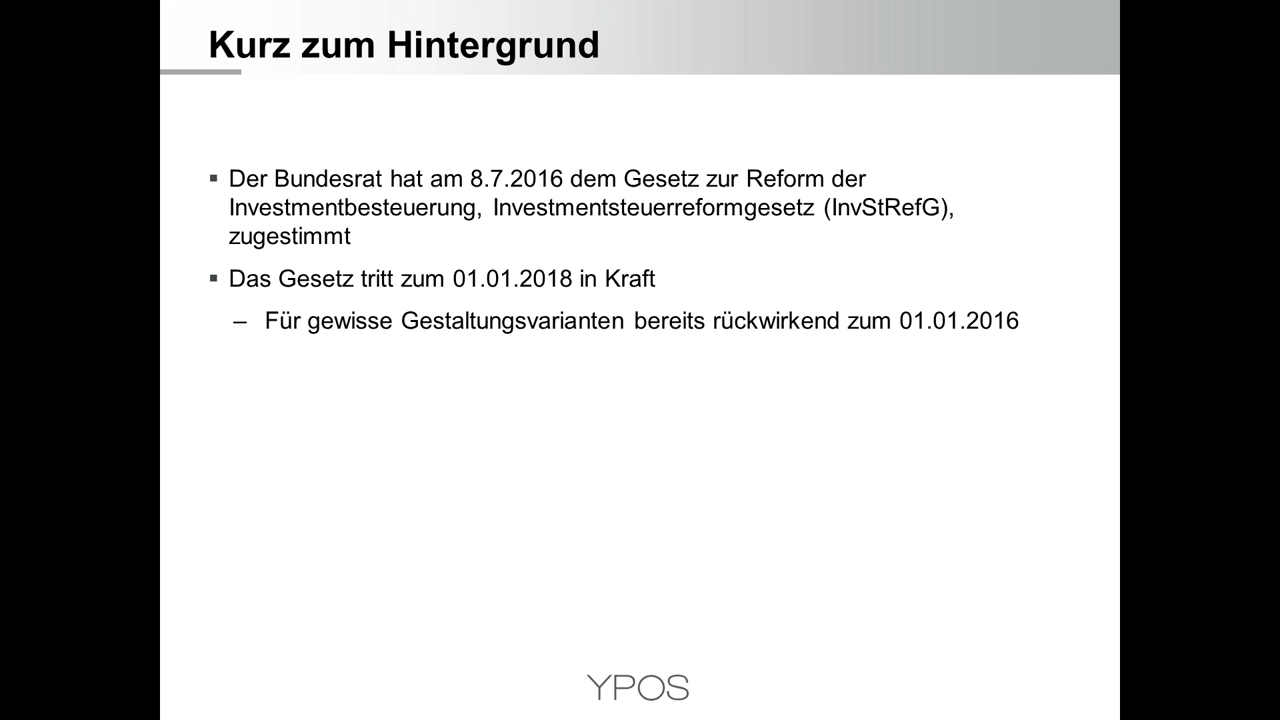 Kurz zum Hintergrund
▪ Der Bundesrat hat am 8.7.2016 dem Gesetz zur Reform der
Investmentbesteuerung, Investmentsteuerreformgesetz (InvStRefG),
zugestimmt
▪ Das Gesetz tritt zum 01.01.2018 in Kraft
– Für gewisse Gestaltungsvarianten bereits rückwirkend zum 01.01.2016
YPOS